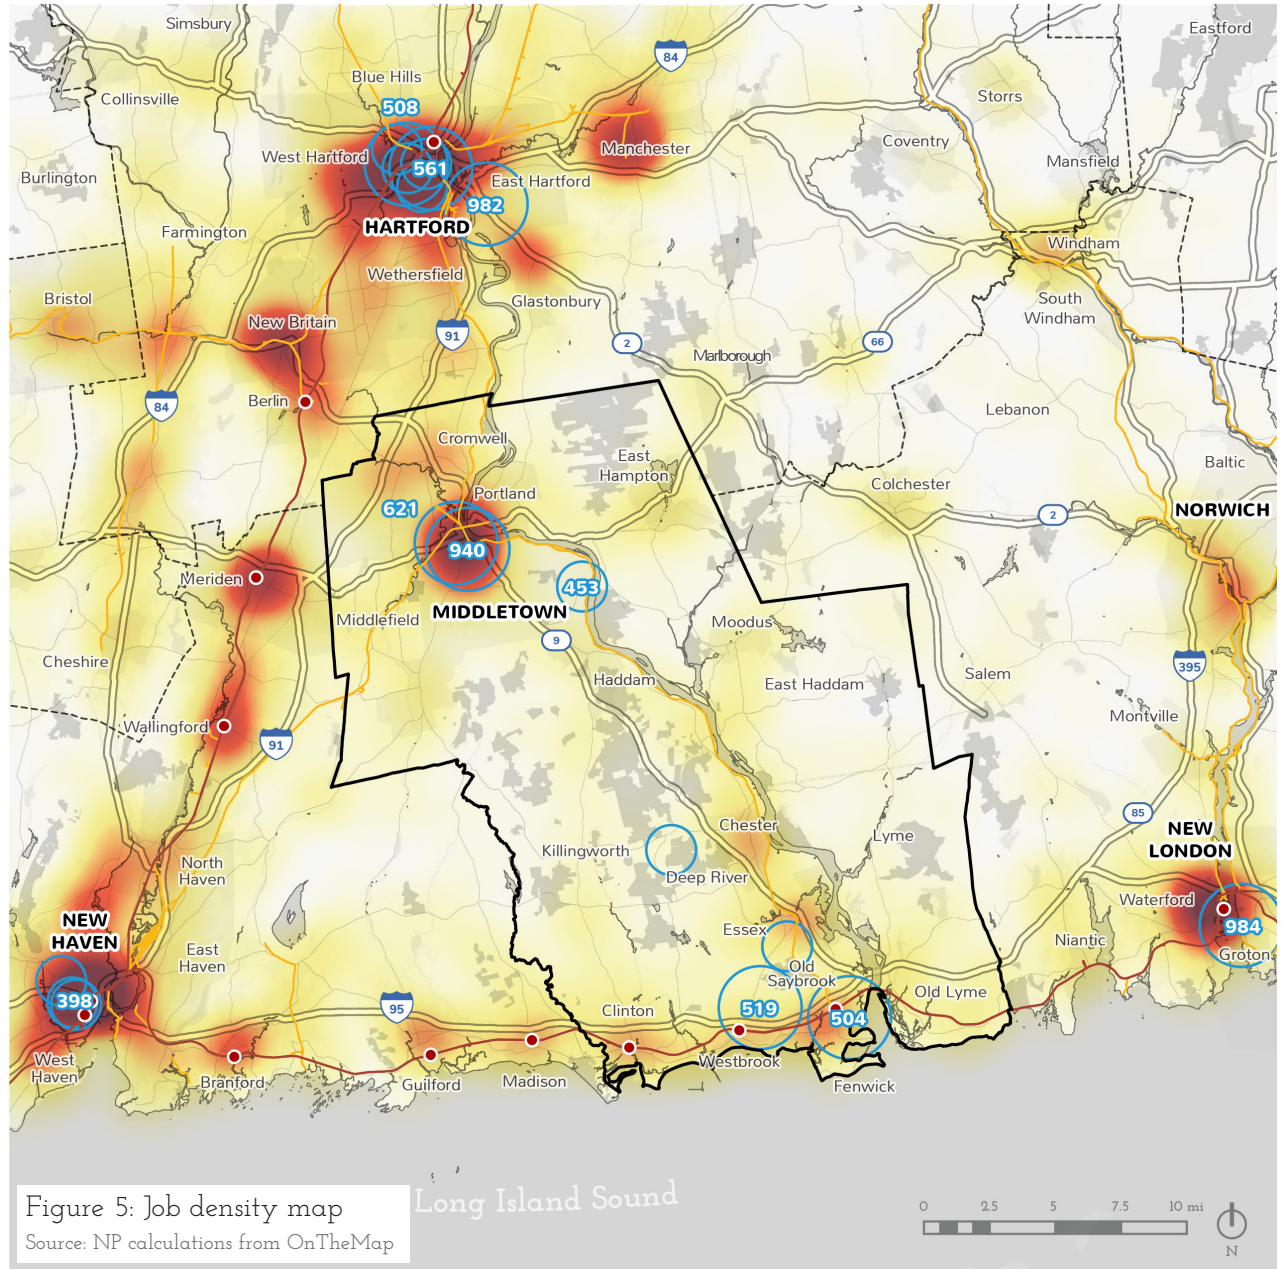 Simsbury
Eastford
84
Blue Hills
Collinsville
508
Storrs
Coventry
Manchester
West Hartford
561
Mansfield
Burlington
East Hartford
982
HARTFORD
Farmington
Windham
Wethersfield
Bristol
Glastonbury
South
Windham
New Britain
91
2
66
Marlborough
84
Berlin
Lebanon
Cromwell
East
Hampton
Baltic
Colchester
Portland
621
2
NORWICH
940
Meriden
453
MIDDLETOWN
Middlefield
Moodus
9
Cheshire
395
Haddam
East Haddam
Salem
Wallingford
Montville
91
85
Chester
NEW
LONDON
Lyme
Killingworth
North
Haven
Deep River
Waterford
NEW
HAVEN
Essex
984
Niantic
East
Haven
Groton
Old
Saybrook
Old Lyme
398
95
Clinton
519
504
West
Haven
Westbrook
Branford
Guilford
Madison
Fenwick
Long Island Sound
Figure 5: Job density map
Source: NP calculations from OnTheMap
0 2.5 5 7.5 10 mi
N